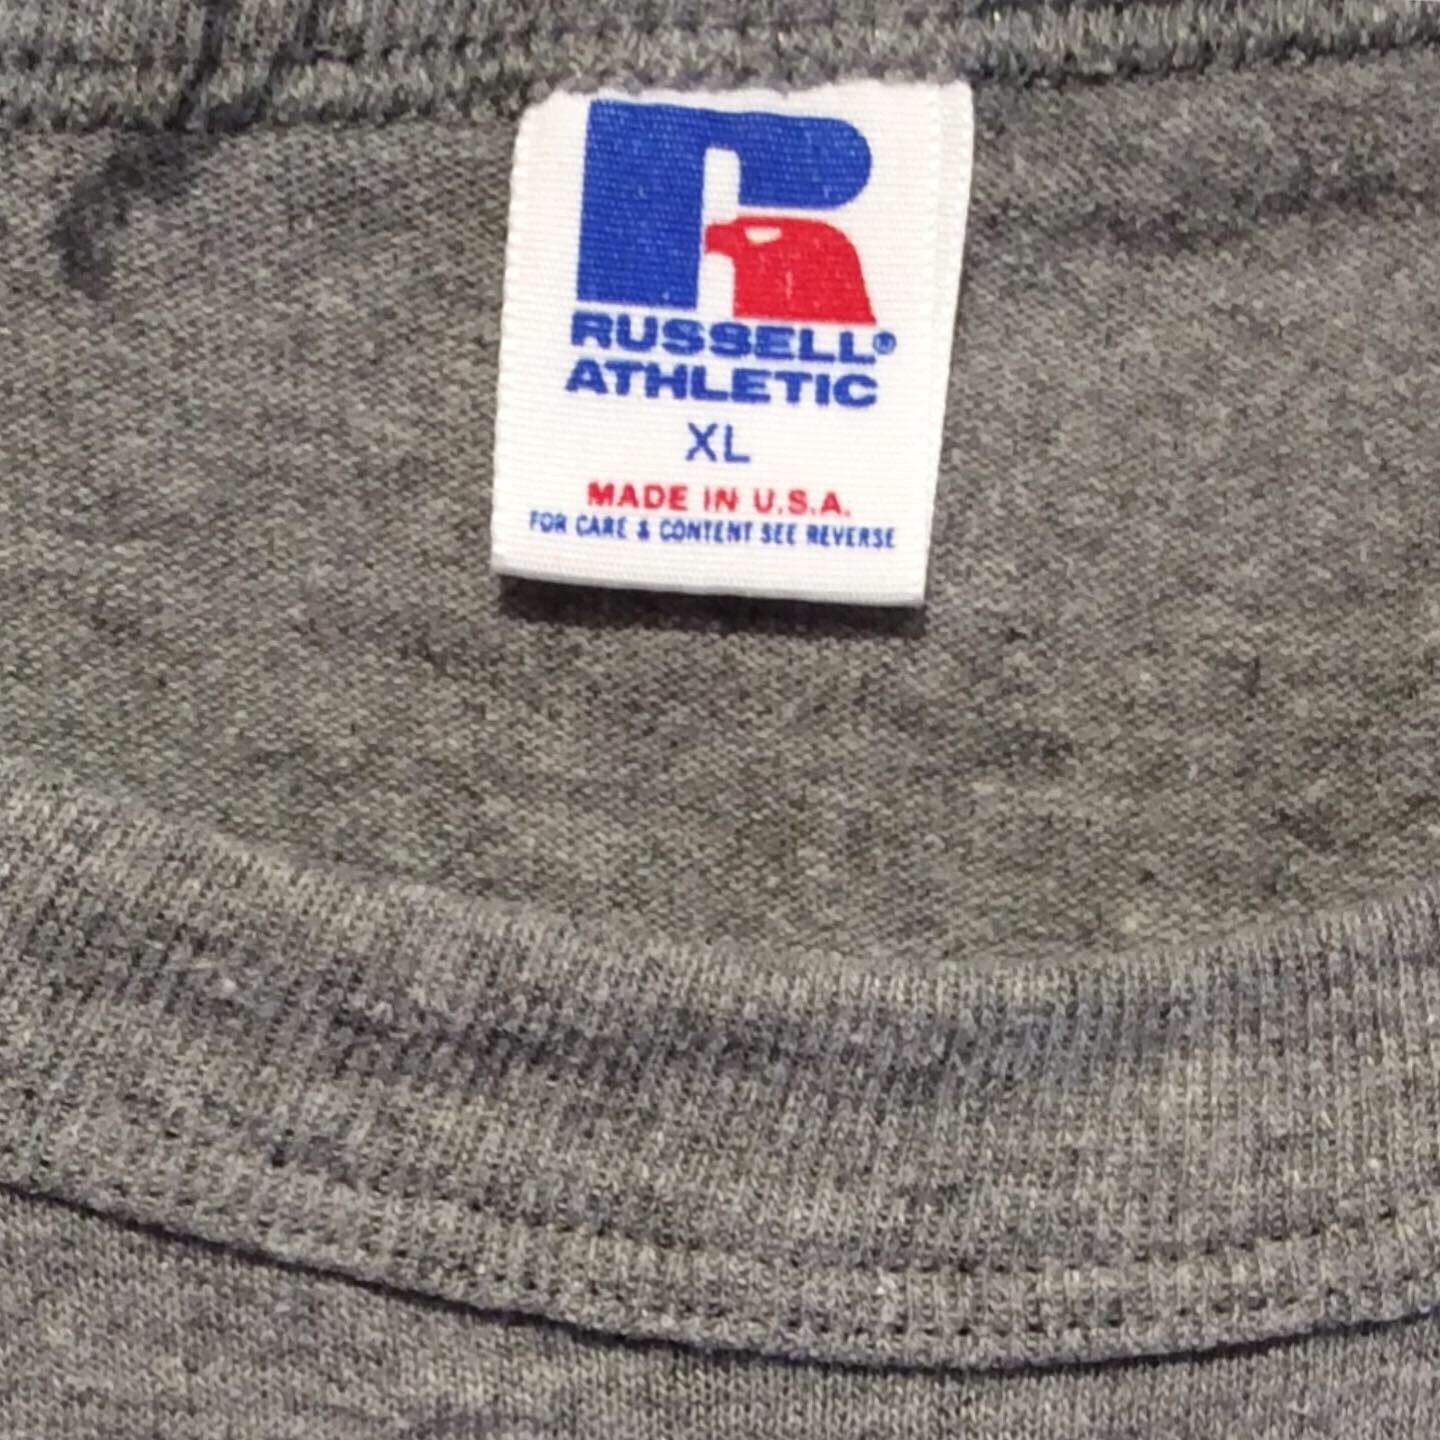 RUSSELL®
ATHLETIC
XL
MADE IN U.S.A.
FOR CARE & CONTENT SEE REVERSE